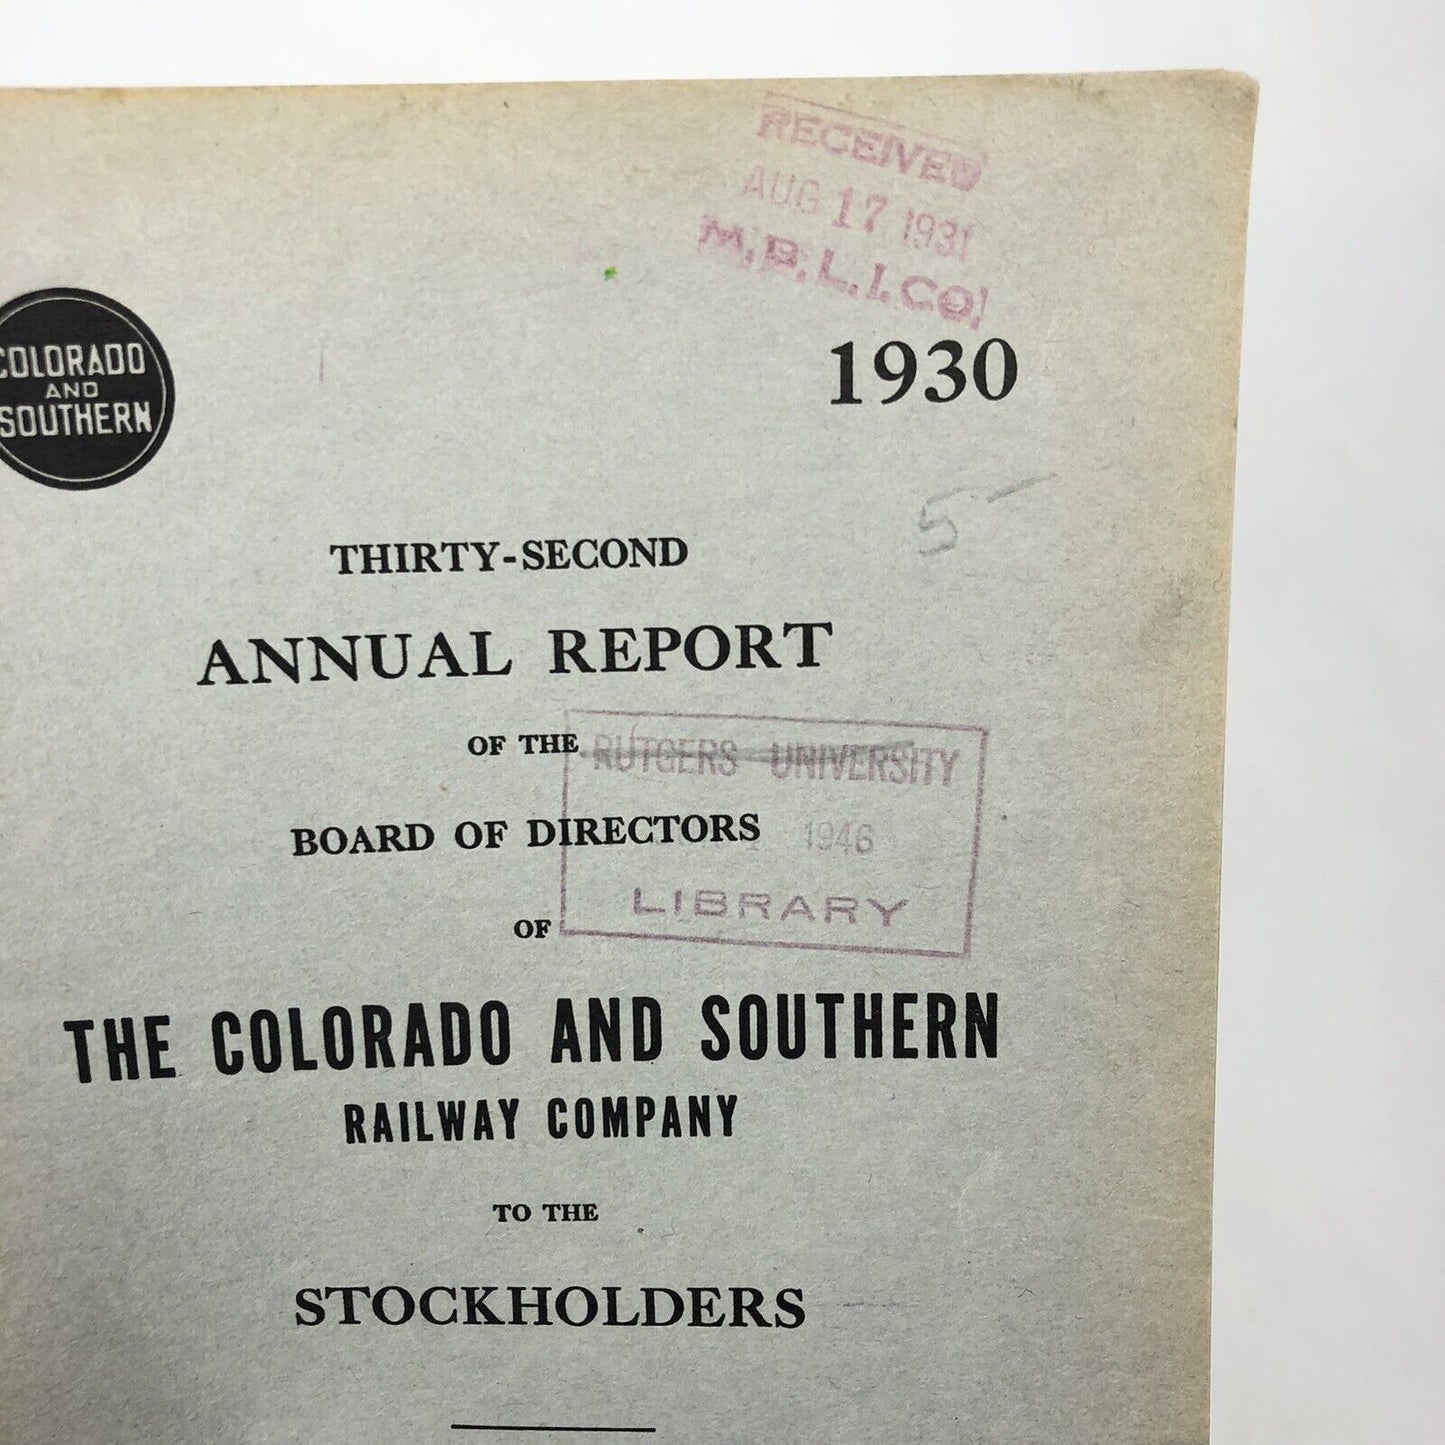 RECEIVED
AUG 17 1931
M.B.L.I.CO.
COLORADO
AND
SOUTHERN
1930
5
THIRTY-SECOND
ANNUAL REPORT
OF THE
RUTGERS UNIVERSITY
BOARD OF DIRECTORS
1946
LIBRARY
OF
THE COLORADO AND SOUTHERN
RAILWAY COMPANY
TO THE
STOCKHOLDERS